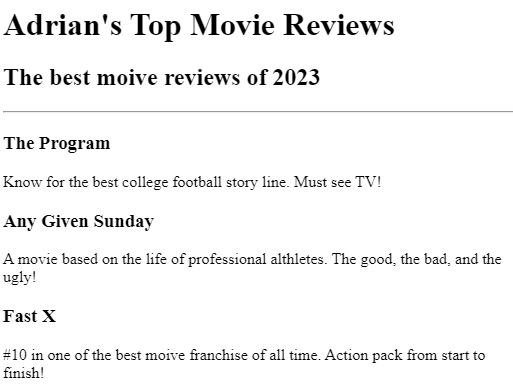 Adrian's Top Movie Reviews
The best moive reviews of 2023
The Program
Know for the best college football story line. Must see TV!
Any Given Sunday
A movie based on the life of professional althletes. The good, the bad, and the
ugly!
Fast X
#10 in one of the best moive franchise of all time. Action pack from start to
finish!